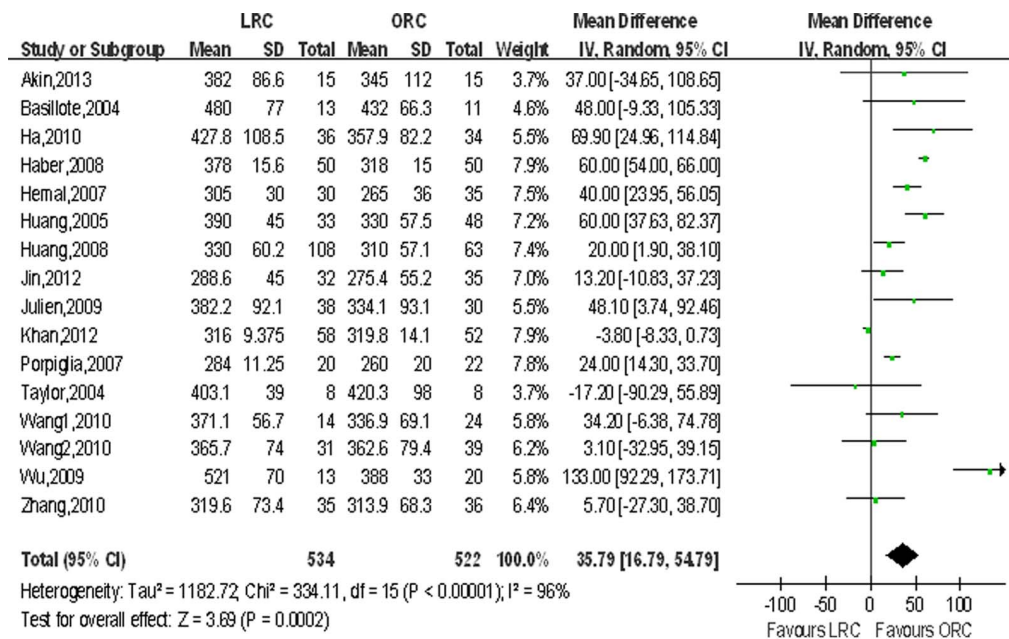 LRC ORC Mean Difference Mean Difference
Study or Subgroup Mean SD Total Mean SD Total Weight IV, Random, 95% CI IV, Random, 95% CI
Akin,2013 382 86.6 15 345 112 15 3.7% 37.00 [-34.65, 108.65]
Basillote,2004 480 77 13 432 66.3 11 4.6% 48.00 [-9.33, 105.33]
Ha,2010 427.8 108.5 36 357.9 82.2 34 5.5% 69.90 [24.96, 114.84]
Haber,2008 378 15.6 50 318 15 50 7.9% 60.00 [54.00, 66.00]
Hemal,2007 305 30 30 265 36 35 7.5% 40.00 [23.95, 56.05]
Huang,2005 390 45 33 330 57.5 48 7.2% 60.00 [37.63, 82.37]
Huang,2008 330 60.2 108 310 57.1 63 7.4% 20.00 [1.90, 38.10]
Jin,2012 288.6 45 32 275.4 55.2 35 7.0% 13.20 [-10.83, 37.23]
Julien,2009 382.2 92.1 38 334.1 93.1 30 5.5% 48.10 [3.74, 92.46]
Khan,2012 316 9.375 58 319.8 14.1 52 7.9% -3.80 [-8.33, 0.73]
Porpiglia,2007 284 11.25 20 260 20 22 7.8% 24.00 [14.30, 33.70]
Taylor,2004 403.1 39 8 420.3 98 8 3.7% -17.20 [-90.29, 55.89]
Wang1,2010 371.1 56.7 14 336.9 69.1 24 5.8% 34.20 [-6.38, 74.78]
Wang2,2010 365.7 74 31 362.6 79.4 39 6.2% 3.10 [-32.95, 39.15]
Wu,2009 521 70 13 388 33 20 5.8% 133.00 [92.29, 173.71]
Zhang,2010 319.6 73.4 35 313.9 68.3 36 6.4% 5.70 [-27.30, 38.70]
Total (95% CI) 534 522 100.0% 35.79 [16.79, 54.79]
Heterogeneity: Tau² = 1182.72, Chi² = 334.11, df = 15 (P < 0.00001); I² = 96%
Test for overall effect: Z = 3.69 (P = 0.0002)
-100 -50 0 50 100
Favours LRC Favours ORC